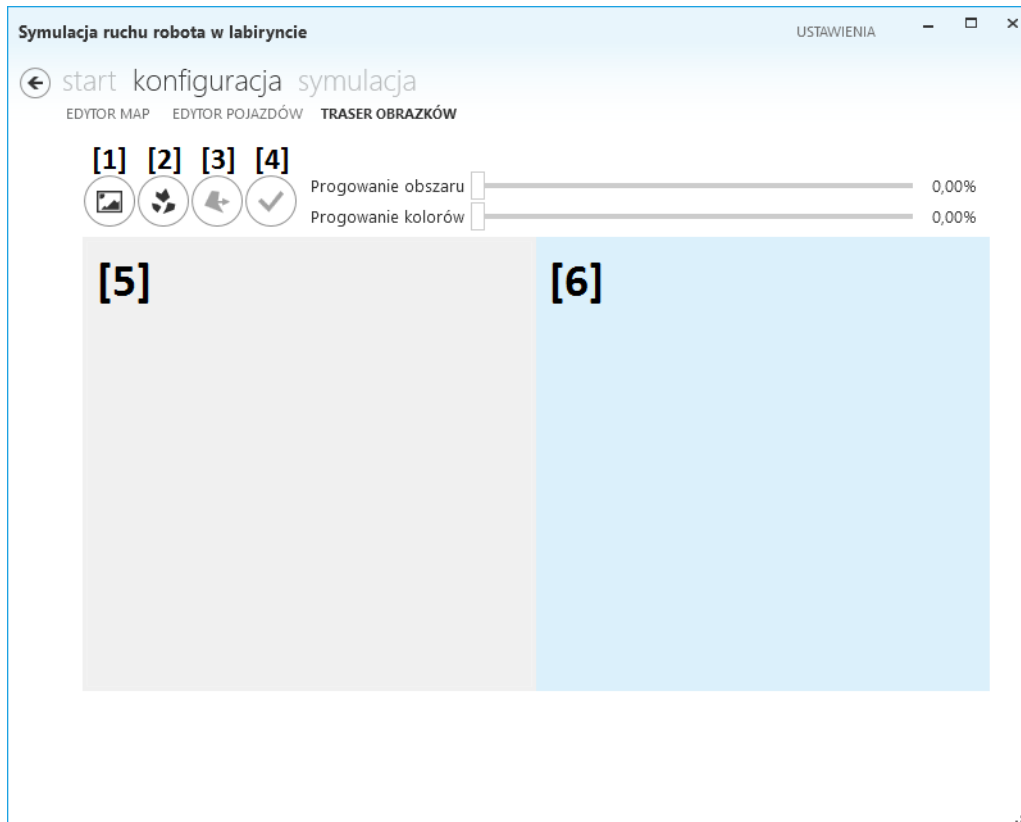 Symulacja ruchu robota w labiryncie
USTAWIENIA
start konfiguracja symulacja
EDYTOR MAP EDYTOR POJAZDÓW TRASER OBRAZKÓW
[1] [2] [3] [4]
Progowanie obszaru 0,00%
Progowanie kolorów 0,00%
[5] [6]